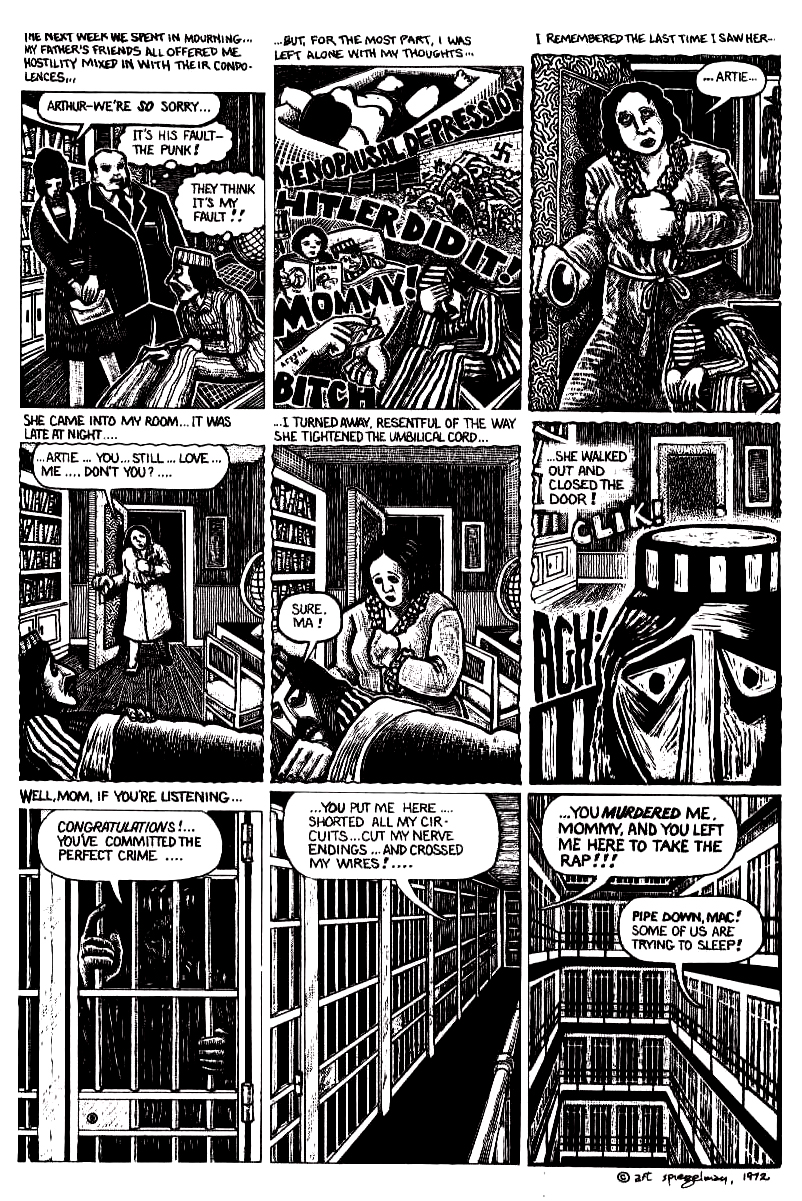 THE NEXT WEEK WE SPENT IN MOURNING...
MY FATHER'S FRIENDS ALL OFFERED ME
HOSTILITY MIXED IN WITH THEIR CONDO-
LENCES...
ARTHUR—WE'RE SO SORRY...
IT'S HIS FAULT—
THE PUNK!
THEY THINK
IT'S MY
FAULT!!
...BUT, FOR THE MOST PART, I WAS
LEFT ALONE WITH MY THOUGHTS...
MENOPAUSAL DEPRESSION
HITLER DID IT!
MOMMY!
BITCH
I REMEMBERED THE LAST TIME I SAW HER...
....ARTIE...
SHE CAME INTO MY ROOM... IT WAS
LATE AT NIGHT....
...ARTIE ... YOU... STILL ... LOVE...
ME .... DON'T YOU?....
...I TURNED AWAY, RESENTFUL OF THE WAY
SHE TIGHTENED THE UMBILICAL CORD...
SURE,
MA!
...SHE WALKED
OUT AND
CLOSED THE
DOOR!
CLIK!
AGH!
WELL, MOM, IF YOU'RE LISTENING...
CONGRATULATIONS!...
YOU'VE COMMITTED THE
PERFECT CRIME ....
...YOU PUT ME HERE ....
SHORTED ALL MY CIR-
CUITS...CUT MY NERVE
ENDINGS ...AND CROSSED
MY WIRES!....
...YOU MURDERED ME,
MOMMY, AND YOU LEFT
ME HERE TO TAKE THE
RAP!!!
PIPE DOWN, MAC!
SOME OF US ARE
TRYING TO SLEEP!
© art spiegelman, 1972